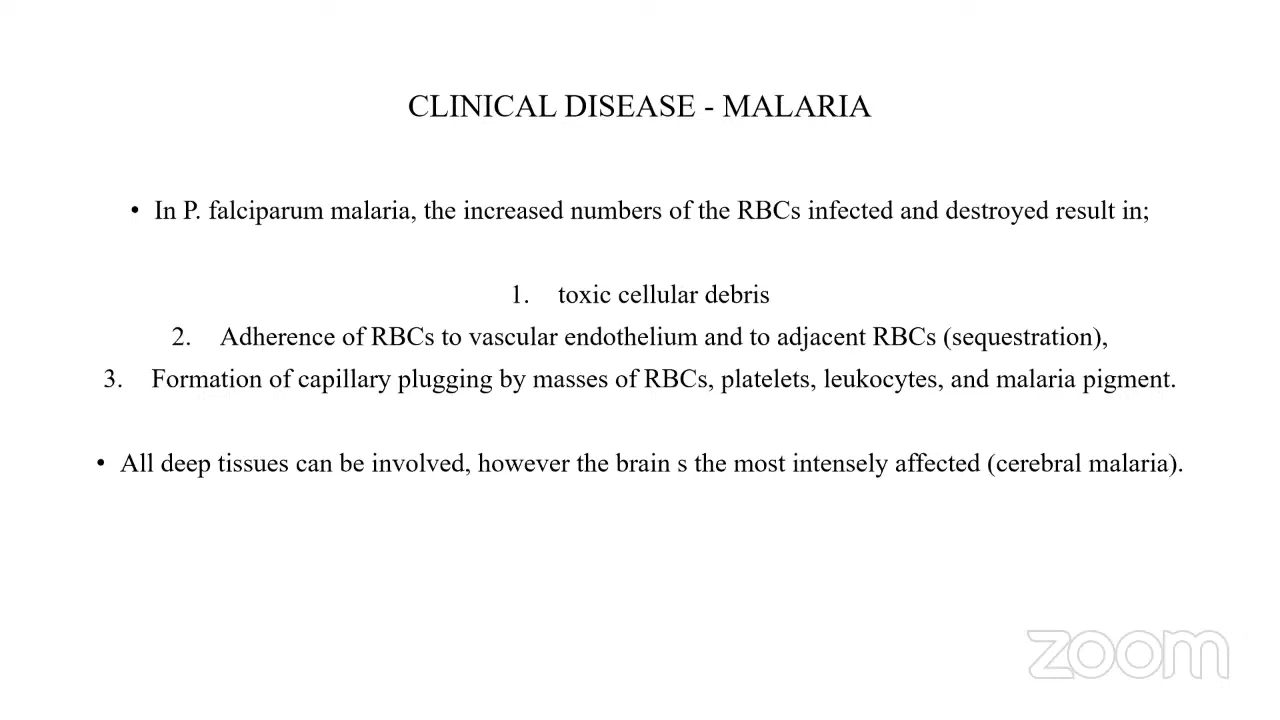 CLINICAL DISEASE - MALARIA
• In P. falciparum malaria, the increased numbers of the RBCs infected and destroyed result in;
1. toxic cellular debris
2. Adherence of RBCs to vascular endothelium and to adjacent RBCs (sequestration),
3. Formation of capillary plugging by masses of RBCs, platelets, leukocytes, and malaria pigment.
• All deep tissues can be involved, however the brain s the most intensely affected (cerebral malaria).
zoom